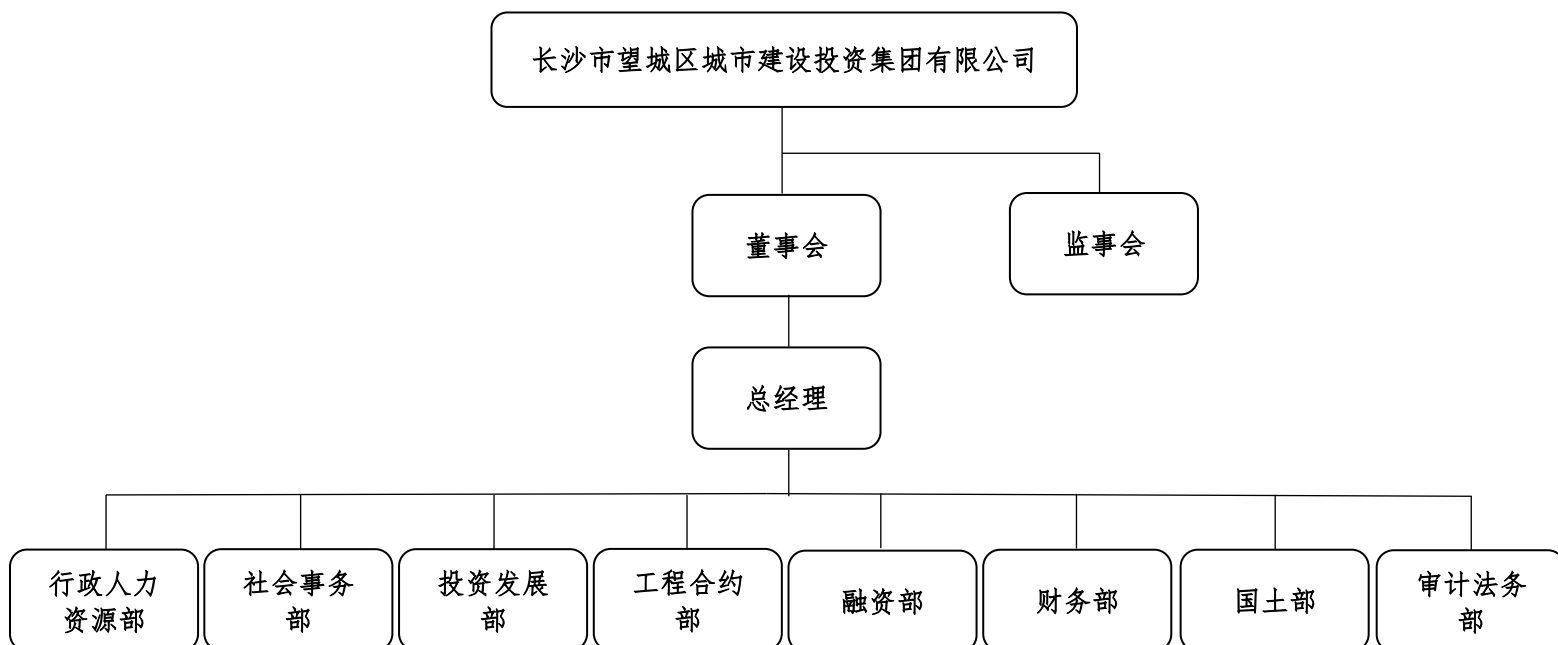 长沙市望城区城市建设投资集团有限公司
董事会
监事会
总经理
行政人力
资源部
社会事务
部
投资发展
部
工程合约
部
融资部
财务部
国土部
审计法务
部